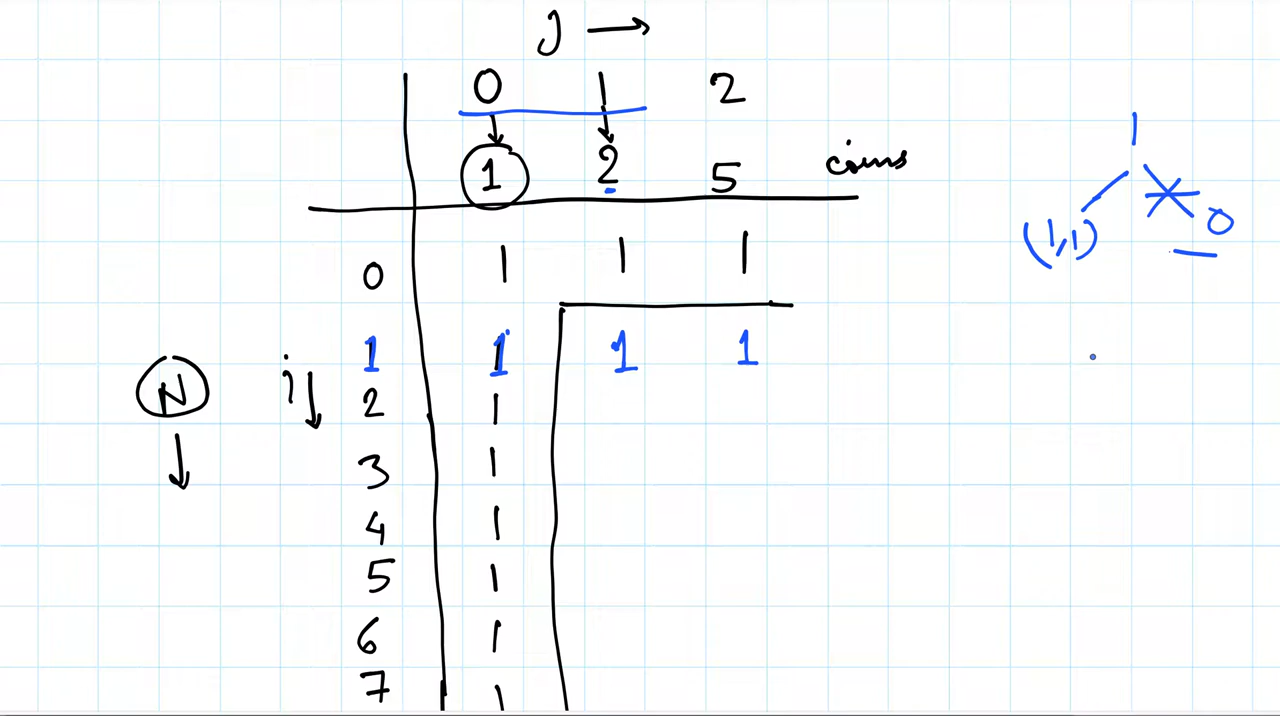 J →
0 1 2
1 2 5 coins
1
(1,1) 0
0 1 1 1
1 1 1 1
N i
2 1
3 1
4 1
5 1
6 1
7 1